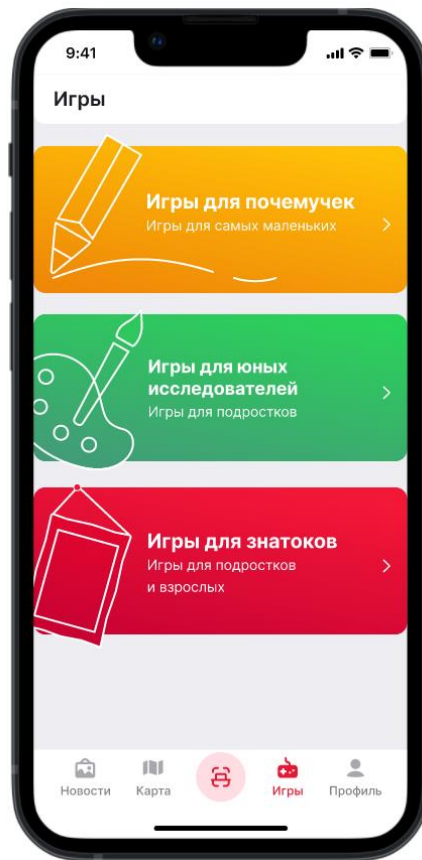 9:41
Игры
Игры для почемучек
Игры для самых маленьких
Игры для юных
исследователей
Игры для подростков
Игры для знатоков
Игры для подростков
и взрослых
Новости
Карта
Игры
Профиль